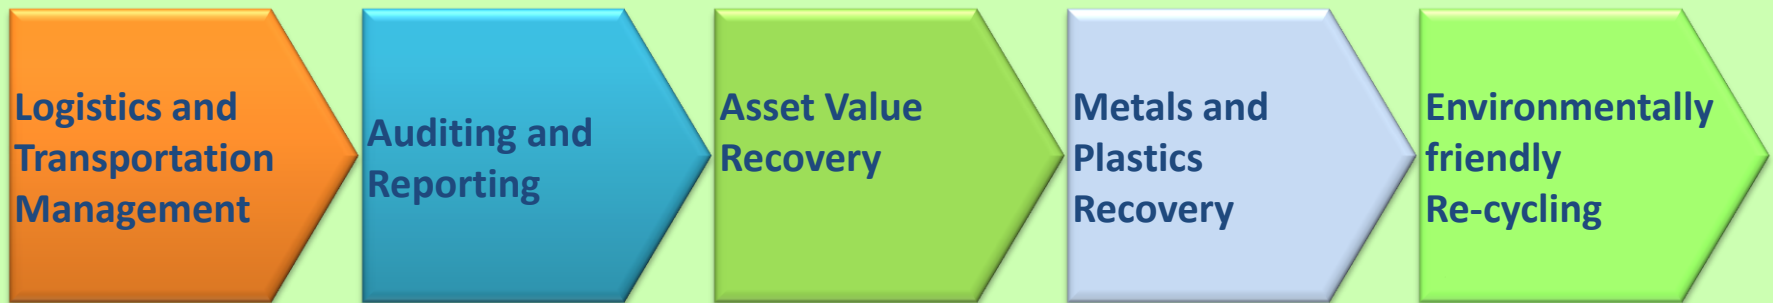 Logistics and
Transportation
Management
Auditing and
Reporting
Asset Value
Recovery
Metals and
Plastics
Recovery
Environmentally
friendly
Re-cycling